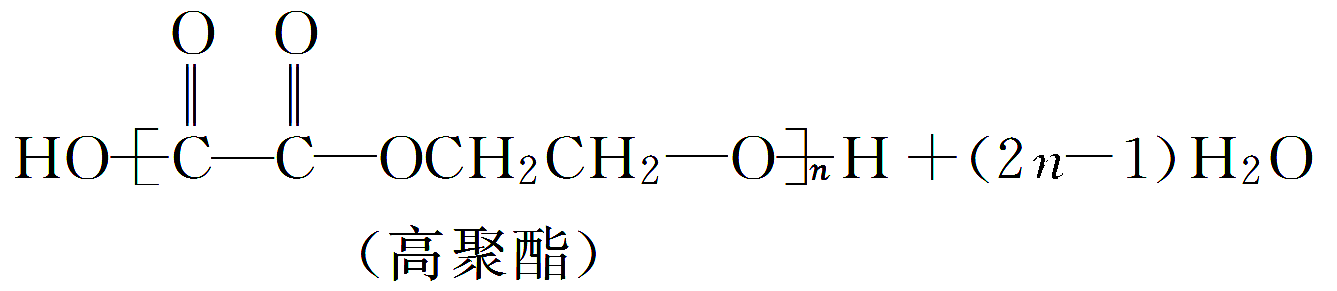 O O
HO—[C—C—OCH₂CH₂—O]ₙH+(2n−1)H₂O
(高聚酯)